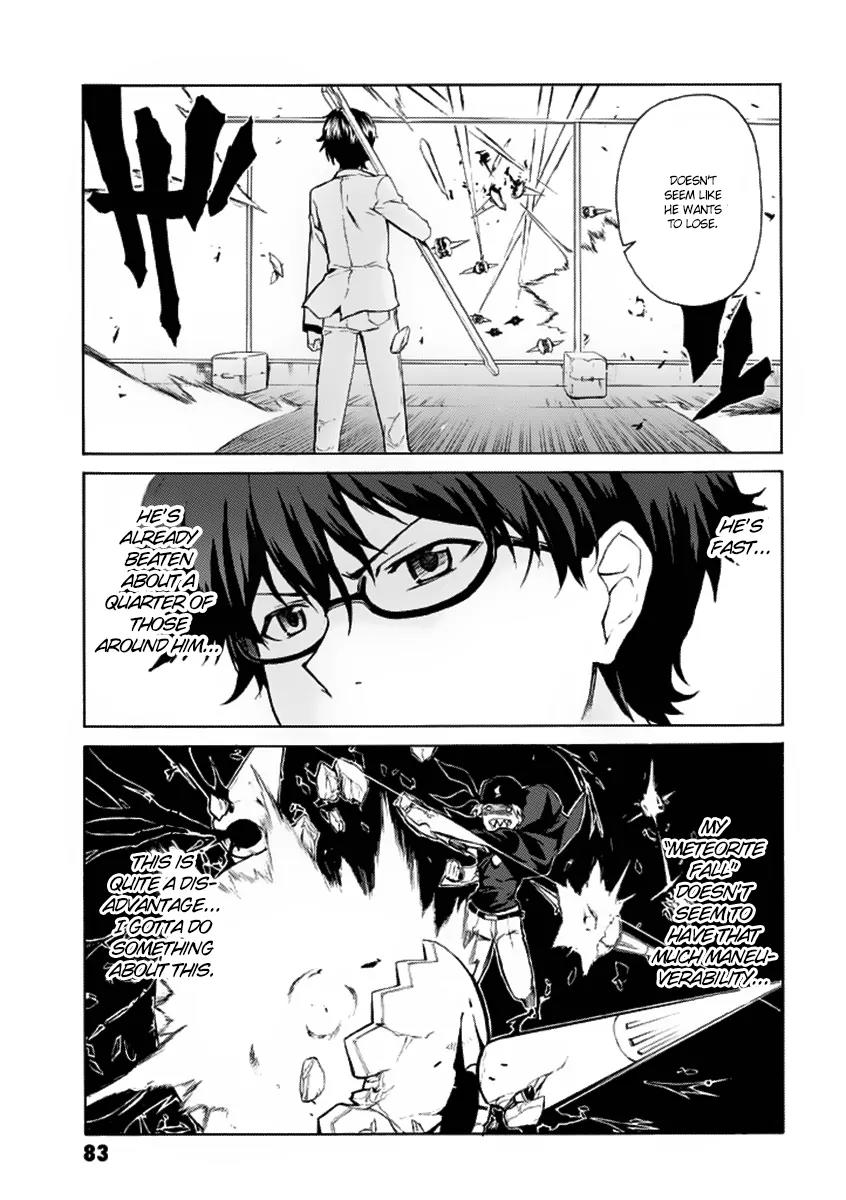 DOESN'T
SEEM LIKE
HE WANTS
TO LOSE.
HE'S
FAST...
HE'S
ALREADY
BEATEN
ABOUT A
QUARTER OF
THOSE
AROUND HIM...
MY
"METEORITE
FALL"
DOESN'T
SEEM TO
HAVE THAT
MUCH MANEU-
VERABILITY...
THIS IS
QUITE A DIS-
ADVANTAGE...
I GOTTA DO
SOMETHING
ABOUT THIS.
83